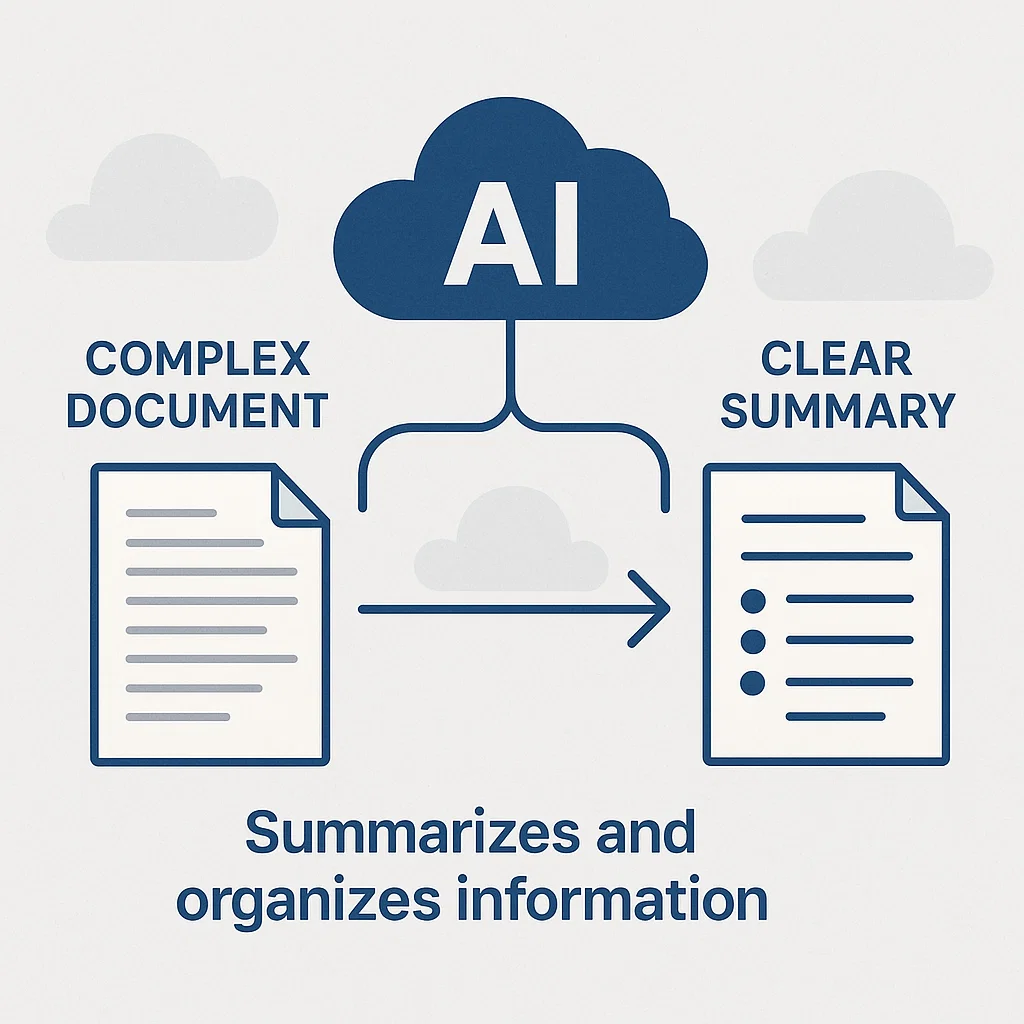 AI
COMPLEX
DOCUMENT
CLEAR
SUMMARY
Summarizes and
organizes information